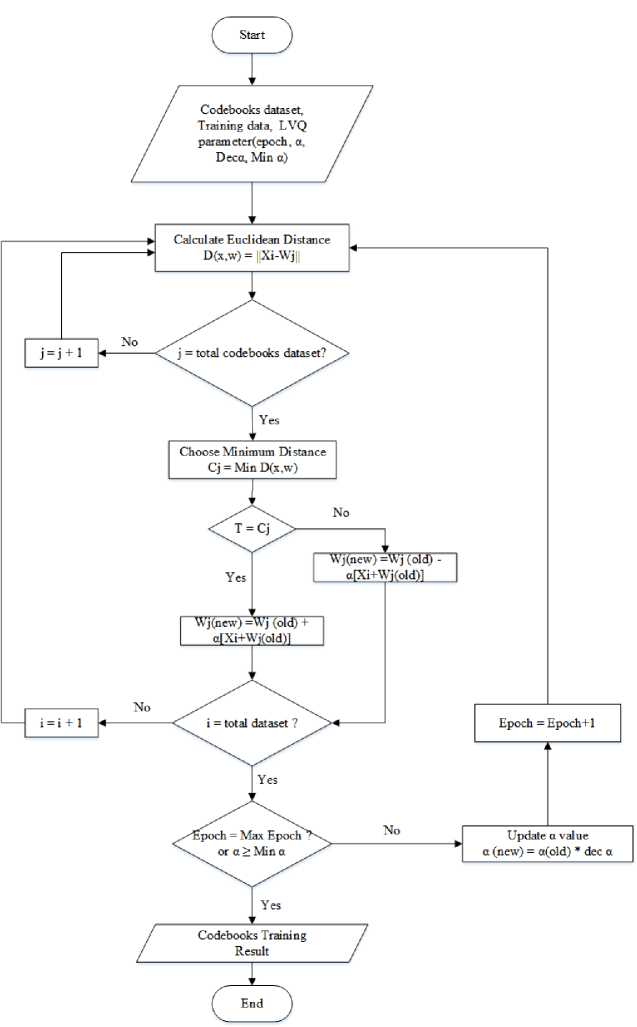 Start
Codebooks dataset,
Training data, LVQ
parameter(epoch, α,
Decα, Min α)
Calculate Euclidean Distance
D(x,w) = ||Xi-Wj||
j = total codebooks dataset?
No
j = j + 1
Yes
Choose Minimum Distance
Cj = Min D(x,w)
T = Cj
No
Wj(new) =Wj (old) -
α[Xi+Wj(old)]
Yes
Wj(new) =Wj (old) +
α[Xi+Wj(old)]
i = total dataset ?
No
i = i + 1
Yes
Epoch = Max Epoch ?
or α ≥ Min α
No
Update α value
α (new) = α(old) * dec α
Epoch = Epoch+1
Yes
Codebooks Training
Result
End